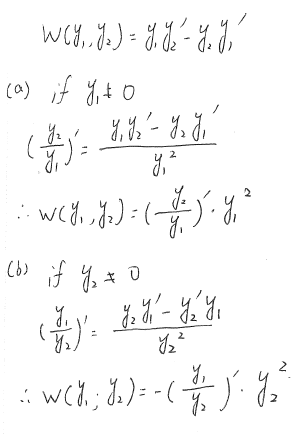 W(y₁,y₂) = y₁y₂′ - y₂y₁′
(a) if y₁ ≠ 0
(y₂/y₁)′ = (y₁y₂′ - y₂y₁′)/y₁²
∴ W(y₁,y₂) = (y₂/y₁)′ · y₁²
(b) if y₂ ≠ 0
(y₁/y₂)′ = (y₂y₁′ - y₂′y₁)/y₂²
∴ W(y₁; y₂) = -(y₁/y₂)′ · y₂²